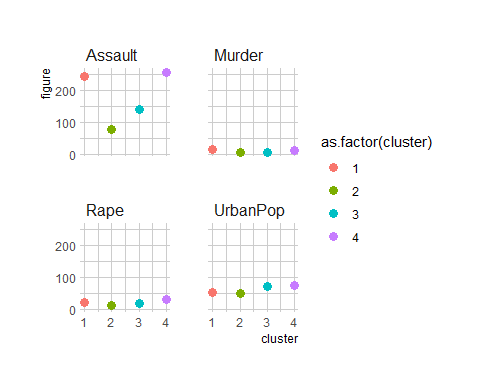 Assault Murder
figure
200
100
0
as.factor(cluster)
1
2
3
4
Rape UrbanPop
200
100
0
1 2 3 4 1 2 3 4
cluster